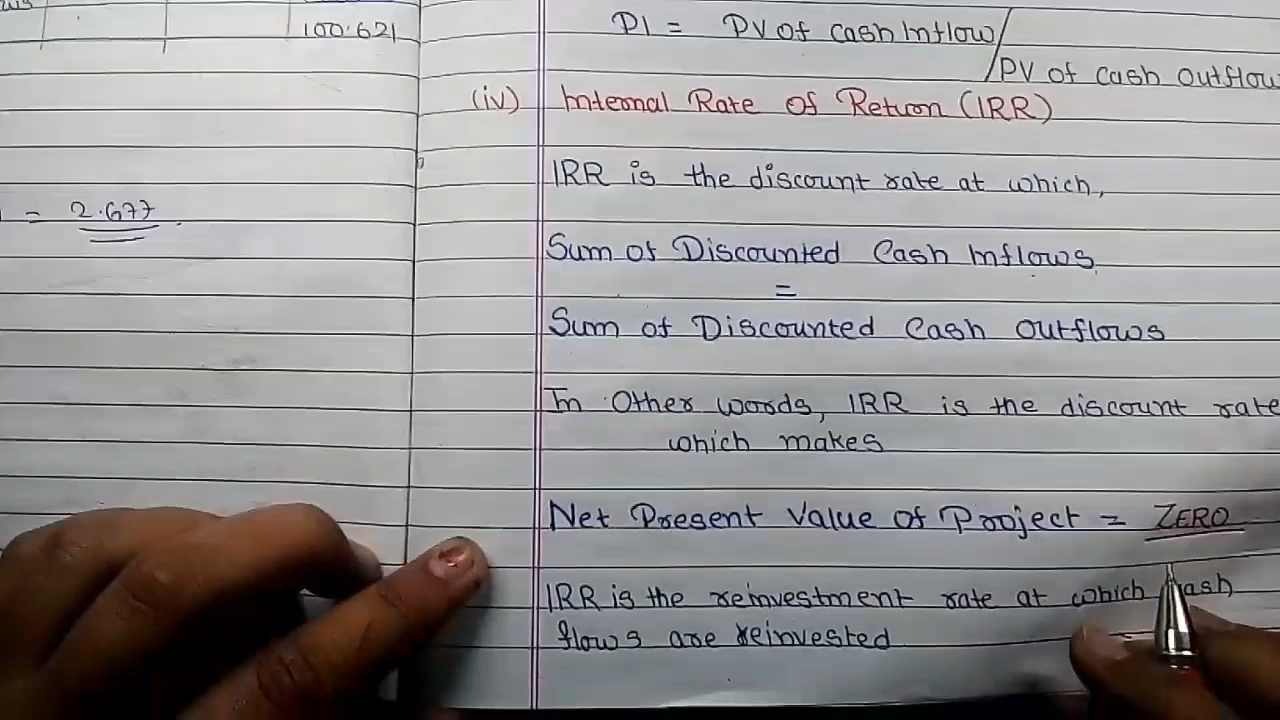 100.621
= 2.677
PI = PV of Cash Inflow/
/PV of Cash Outflow
(iv) Internal Rate Of Return (IRR)
IRR is the discount rate at which,
Sum of Discounted Cash Inflows
=
Sum of Discounted Cash Outflows
In Other words, IRR is the discount rate
which makes
Net Present Value of Project = ZERO
IRR is the reinvestment rate at which cash
flows are reinvested